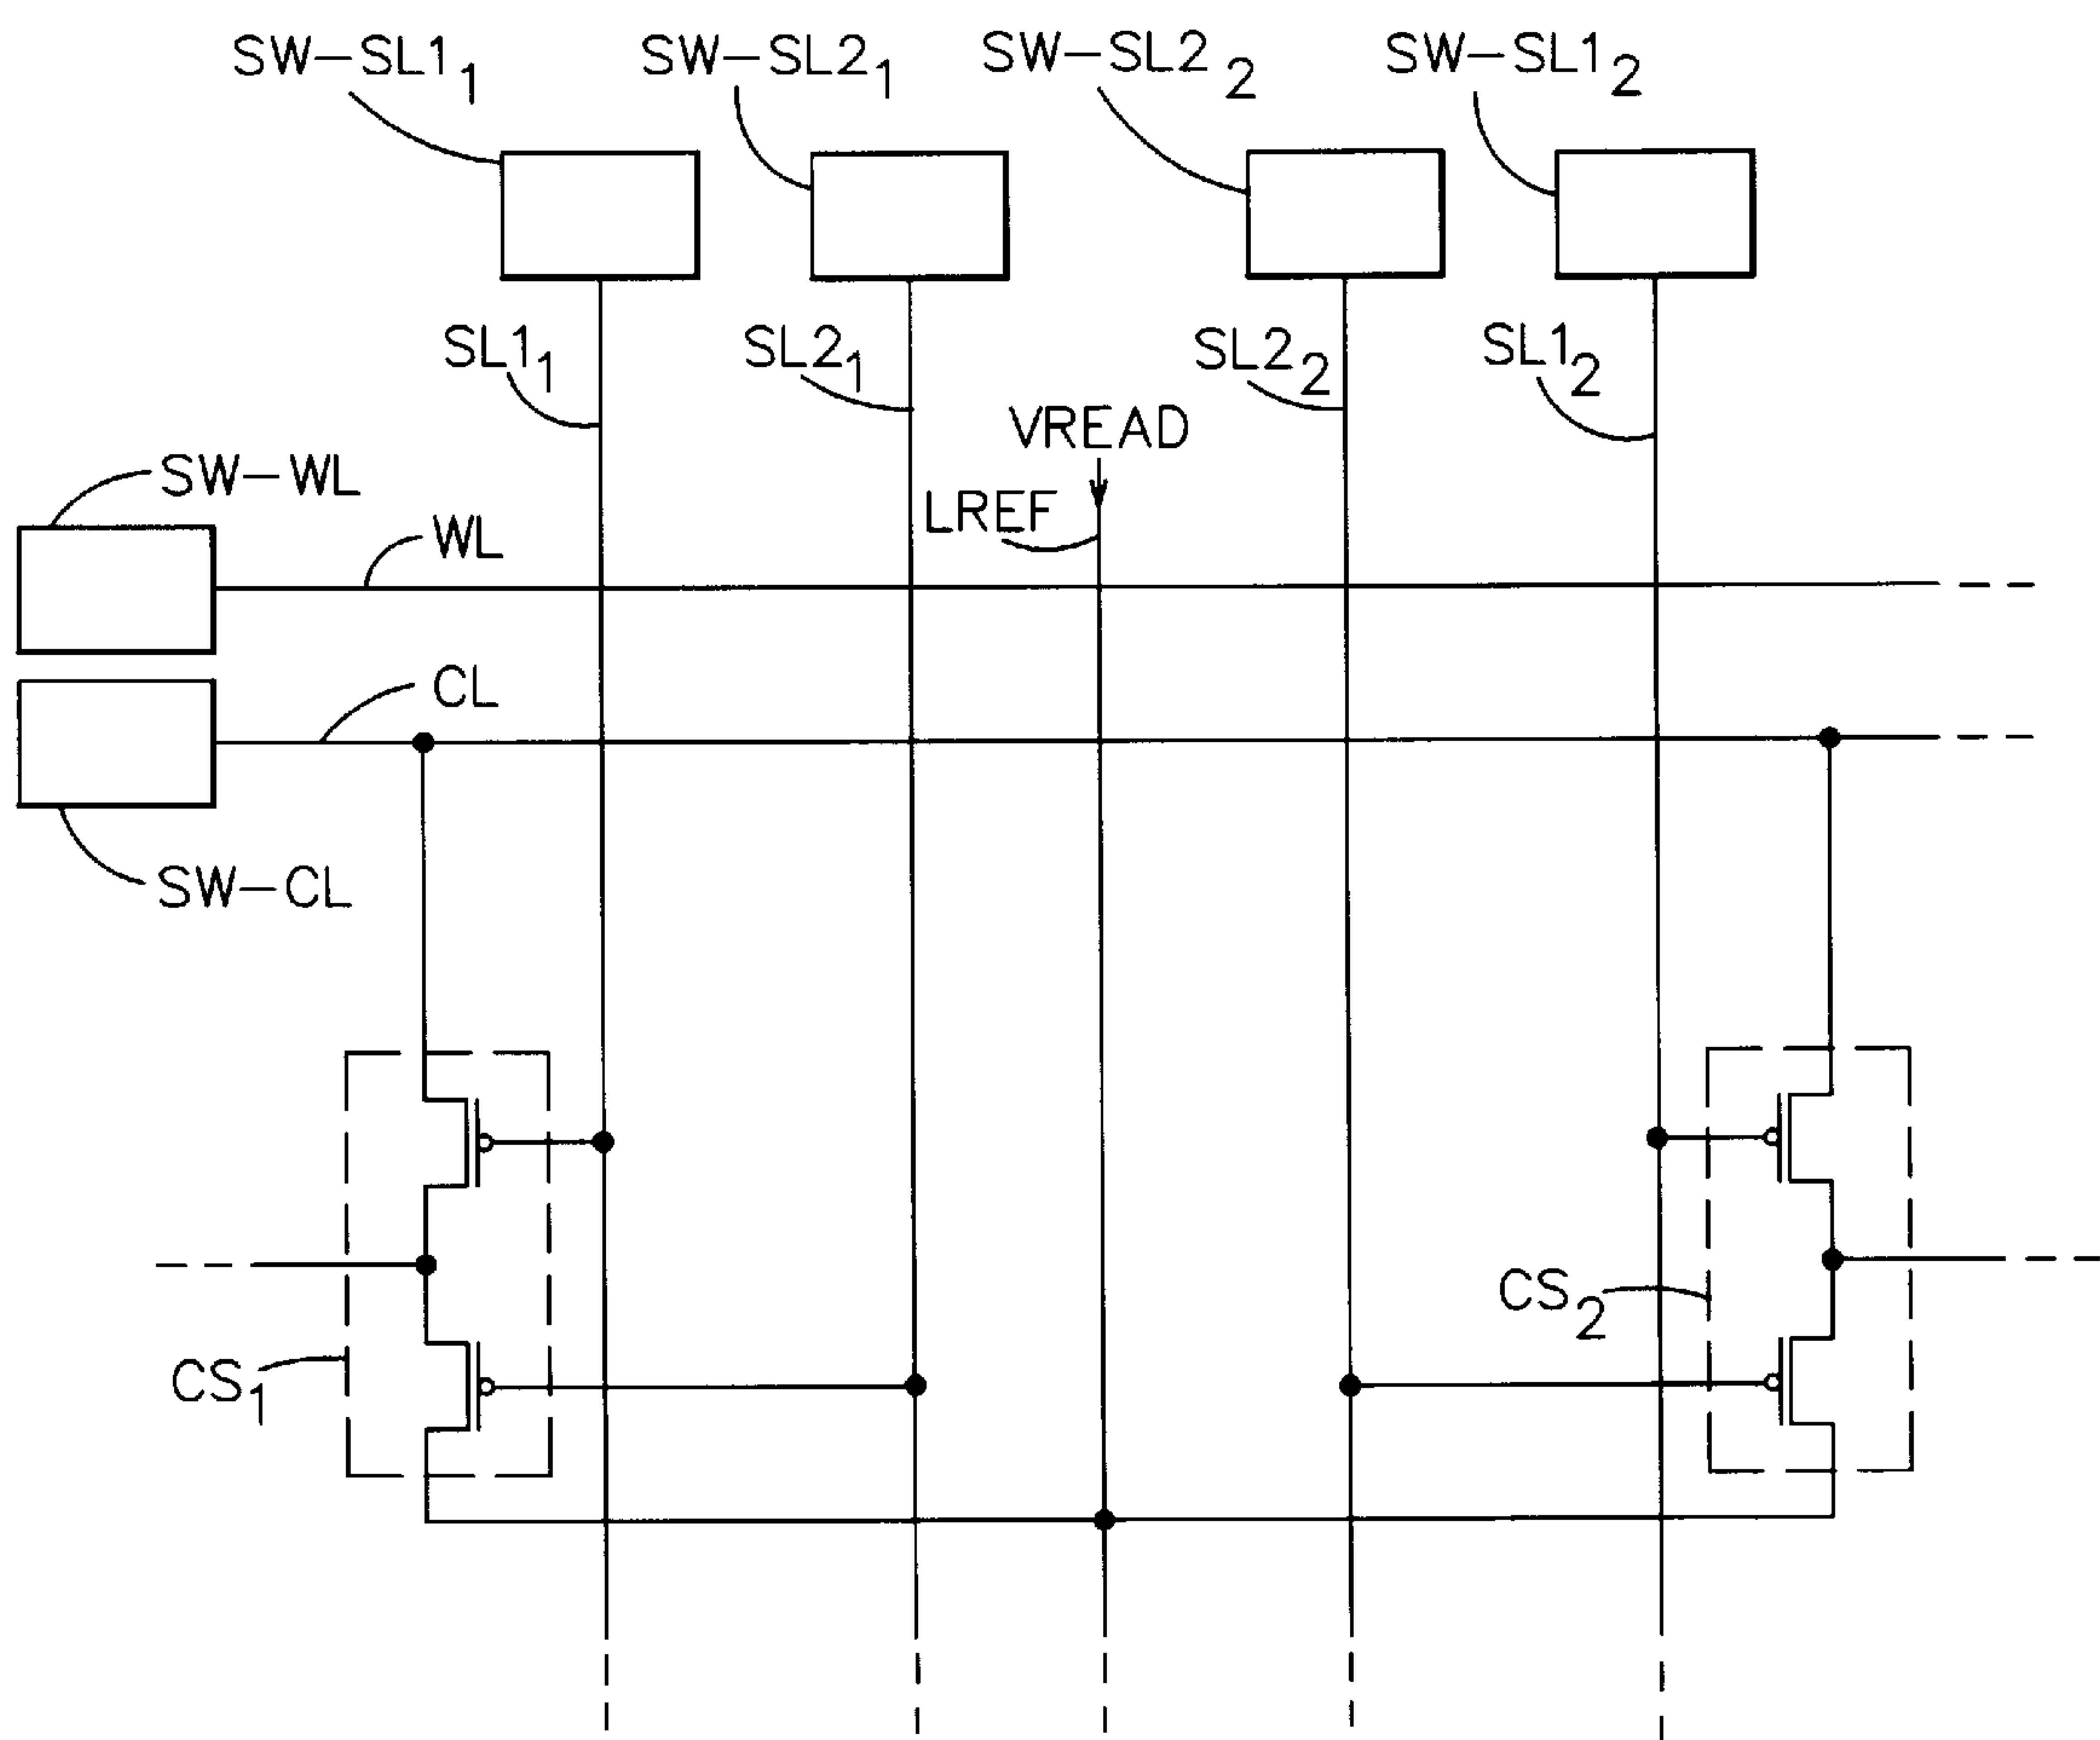 SW-SL1₁ SW-SL2₁ SW-SL2₂ SW-SL1₂
SL1₁ SL2₁ SL2₂ SL1₂
VREAD
LREF
SW-WL
WL
CL
SW-CL
CS₁
CS₂